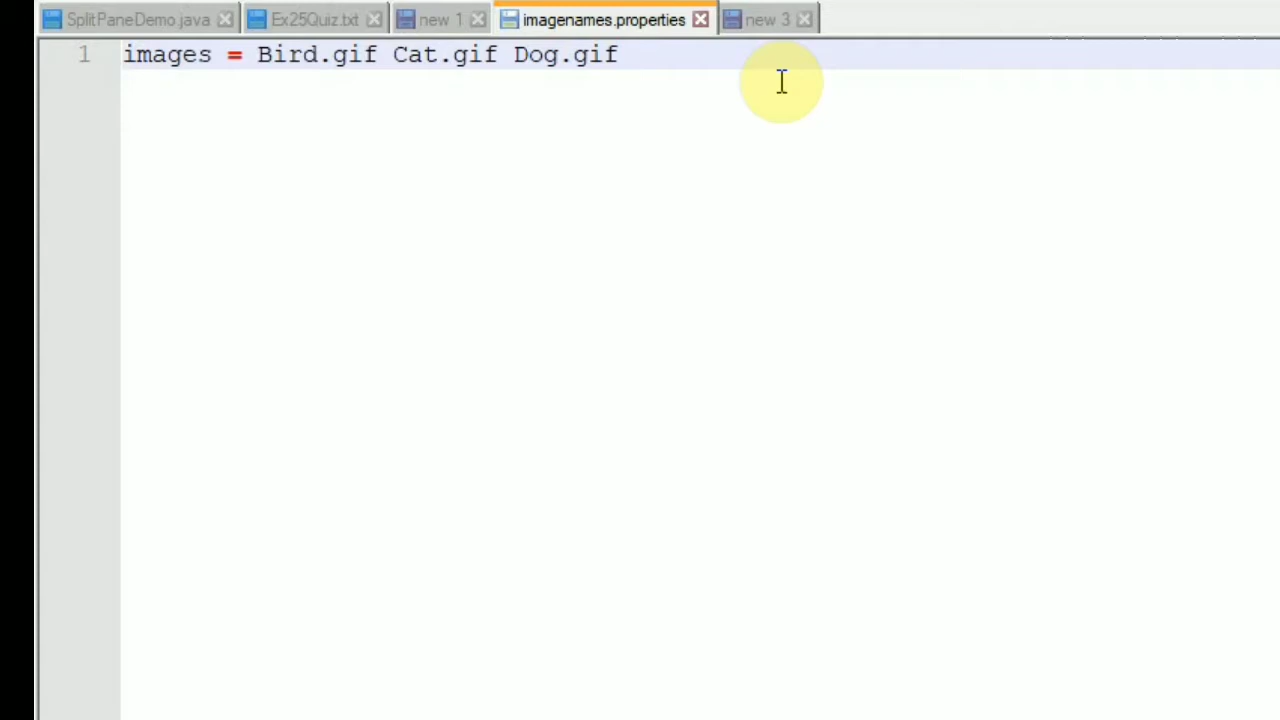 SplitPaneDemo.java Ex25Quiz.txt new 1 imagenames.properties new 3
1 images = Bird.gif Cat.gif Dog.gif